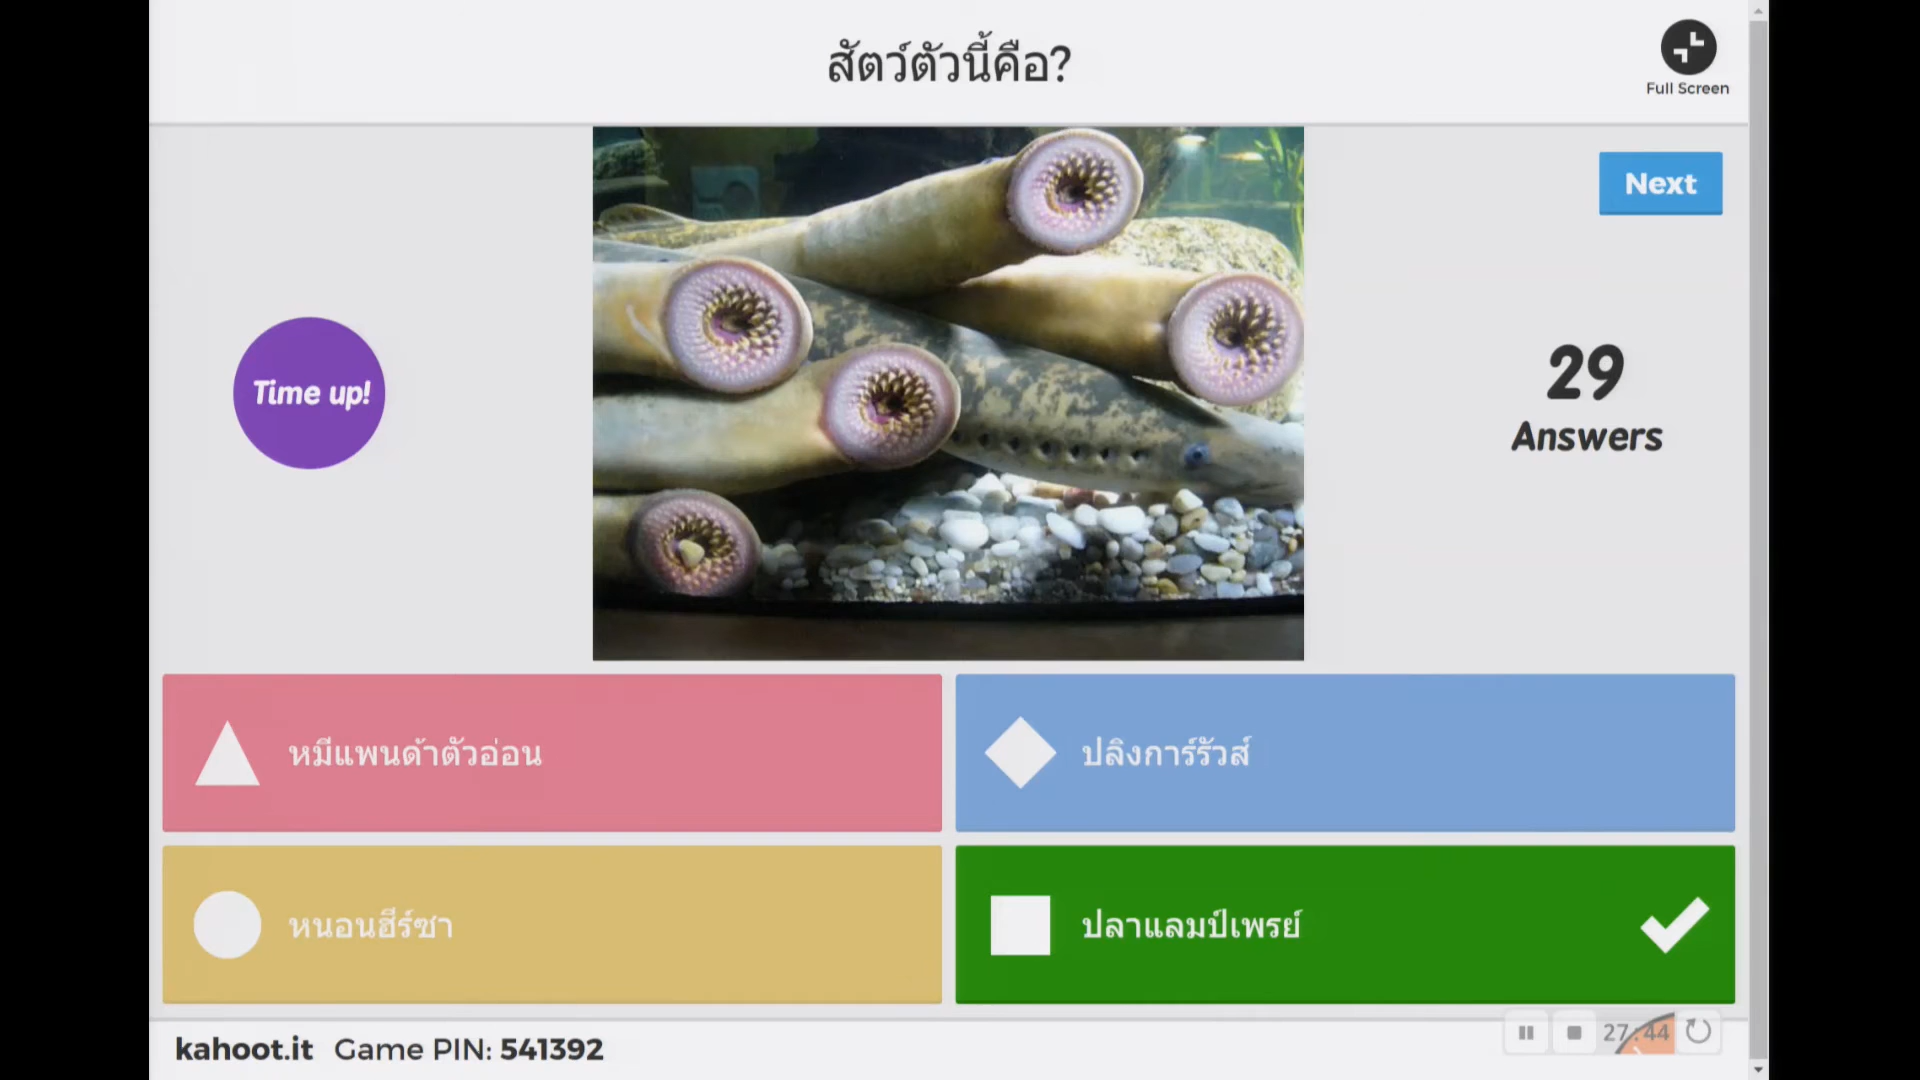 สัตว์ตัวนี้คือ?
Full Screen
Next
Time up!
29
Answers
หมีแพนด้าตัวอ่อน
ปลิงการ์รัวส์
หนอนฮีร์ซา
ปลาแลมป์เพรย์
kahoot.it Game PIN: 541392
27:44